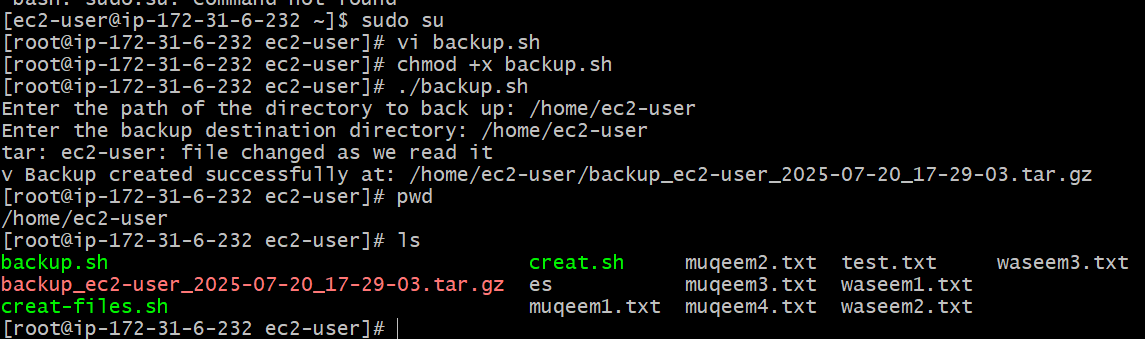 bash: sudo.su: command not found
[ec2-user@ip-172-31-6-232 ~]$ sudo su
[root@ip-172-31-6-232 ec2-user]# vi backup.sh
[root@ip-172-31-6-232 ec2-user]# chmod +x backup.sh
[root@ip-172-31-6-232 ec2-user]# ./backup.sh
Enter the path of the directory to back up: /home/ec2-user
Enter the backup destination directory: /home/ec2-user
tar: ec2-user: file changed as we read it
v Backup created successfully at: /home/ec2-user/backup_ec2-user_2025-07-20_17-29-03.tar.gz
[root@ip-172-31-6-232 ec2-user]# pwd
/home/ec2-user
[root@ip-172-31-6-232 ec2-user]# ls
backup.sh creat.sh muqeem2.txt test.txt waseem3.txt
backup_ec2-user_2025-07-20_17-29-03.tar.gz es muqeem3.txt waseem1.txt
creat-files.sh muqeem1.txt muqeem4.txt waseem2.txt
[root@ip-172-31-6-232 ec2-user]#